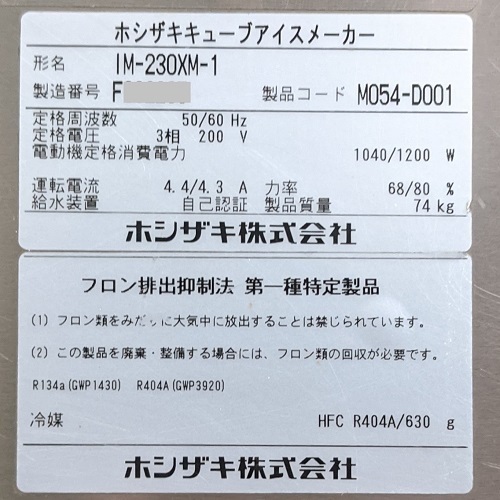 ホシザキキューブアイスメーカー
形名 IM-230XM-1
製造番号 F 製品コード M054-D001
定格周波数 50/60 Hz
定格電圧 3相 200 V
電動機定格消費電力 1040/1200 W
運転電流 4.4/4.3 A 力率 68/80 %
給水装置 自己認証 製品質量 74 kg
ホシザキ株式会社
フロン排出抑制法 第一種特定製品
(1) フロン類をみだりに大気中に放出することは禁じられています。
(2) この製品を廃棄・整備する場合には、フロン類の回収が必要です。
R134a(GWP1430) R404A(GWP3920)
冷媒 HFC R404A/630 g
ホシザキ株式会社